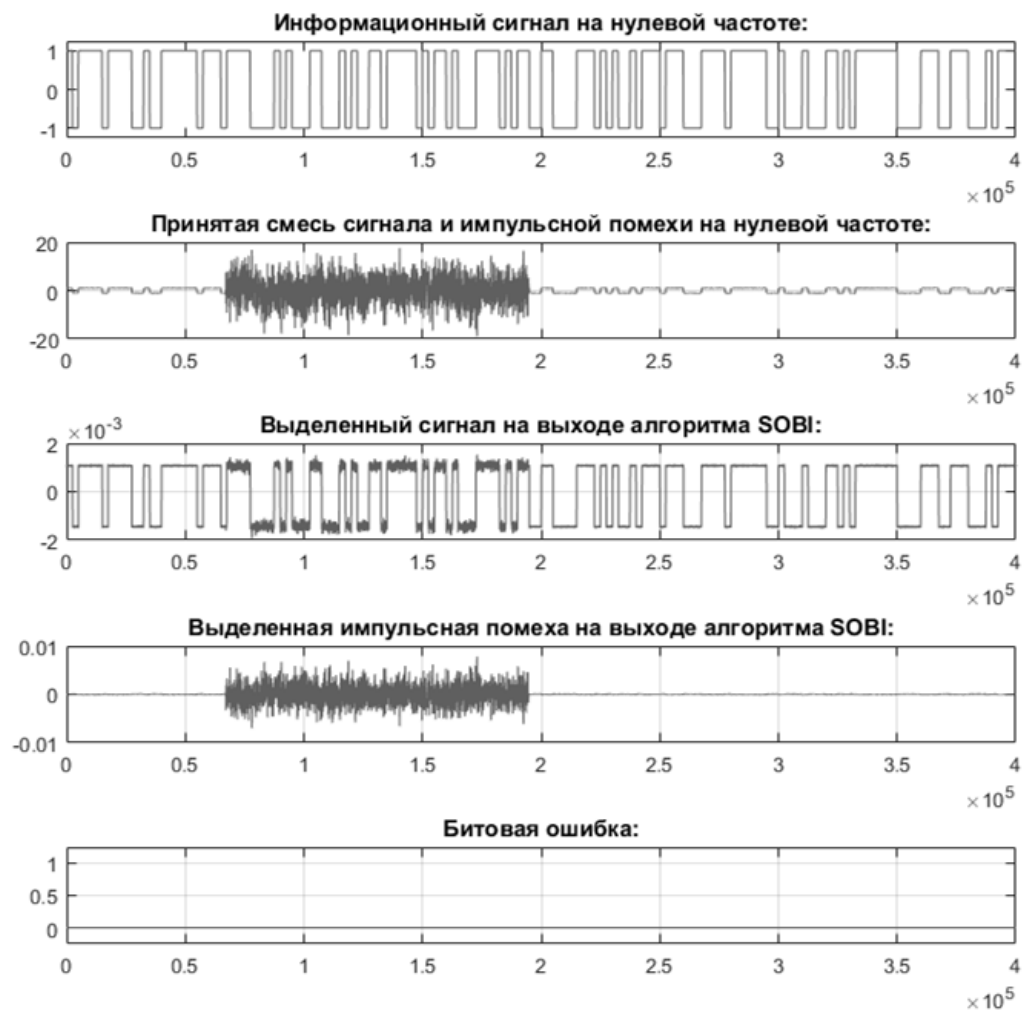 Информационный сигнал на нулевой частоте:
1
0
-1
0 0.5 1 1.5 2 2.5 3 3.5 4
×10^5
Принятая смесь сигнала и импульсной помехи на нулевой частоте:
20
0
-20
0 0.5 1 1.5 2 2.5 3 3.5 4
×10^5
Выделенный сигнал на выходе алгоритма SOBI:
×10^-3
2
0
-2
0 0.5 1 1.5 2 2.5 3 3.5 4
×10^5
Выделенная импульсная помеха на выходе алгоритма SOBI:
0.01
0
-0.01
0 0.5 1 1.5 2 2.5 3 3.5 4
×10^5
Битовая ошибка:
1
0.5
0
0 0.5 1 1.5 2 2.5 3 3.5 4
×10^5